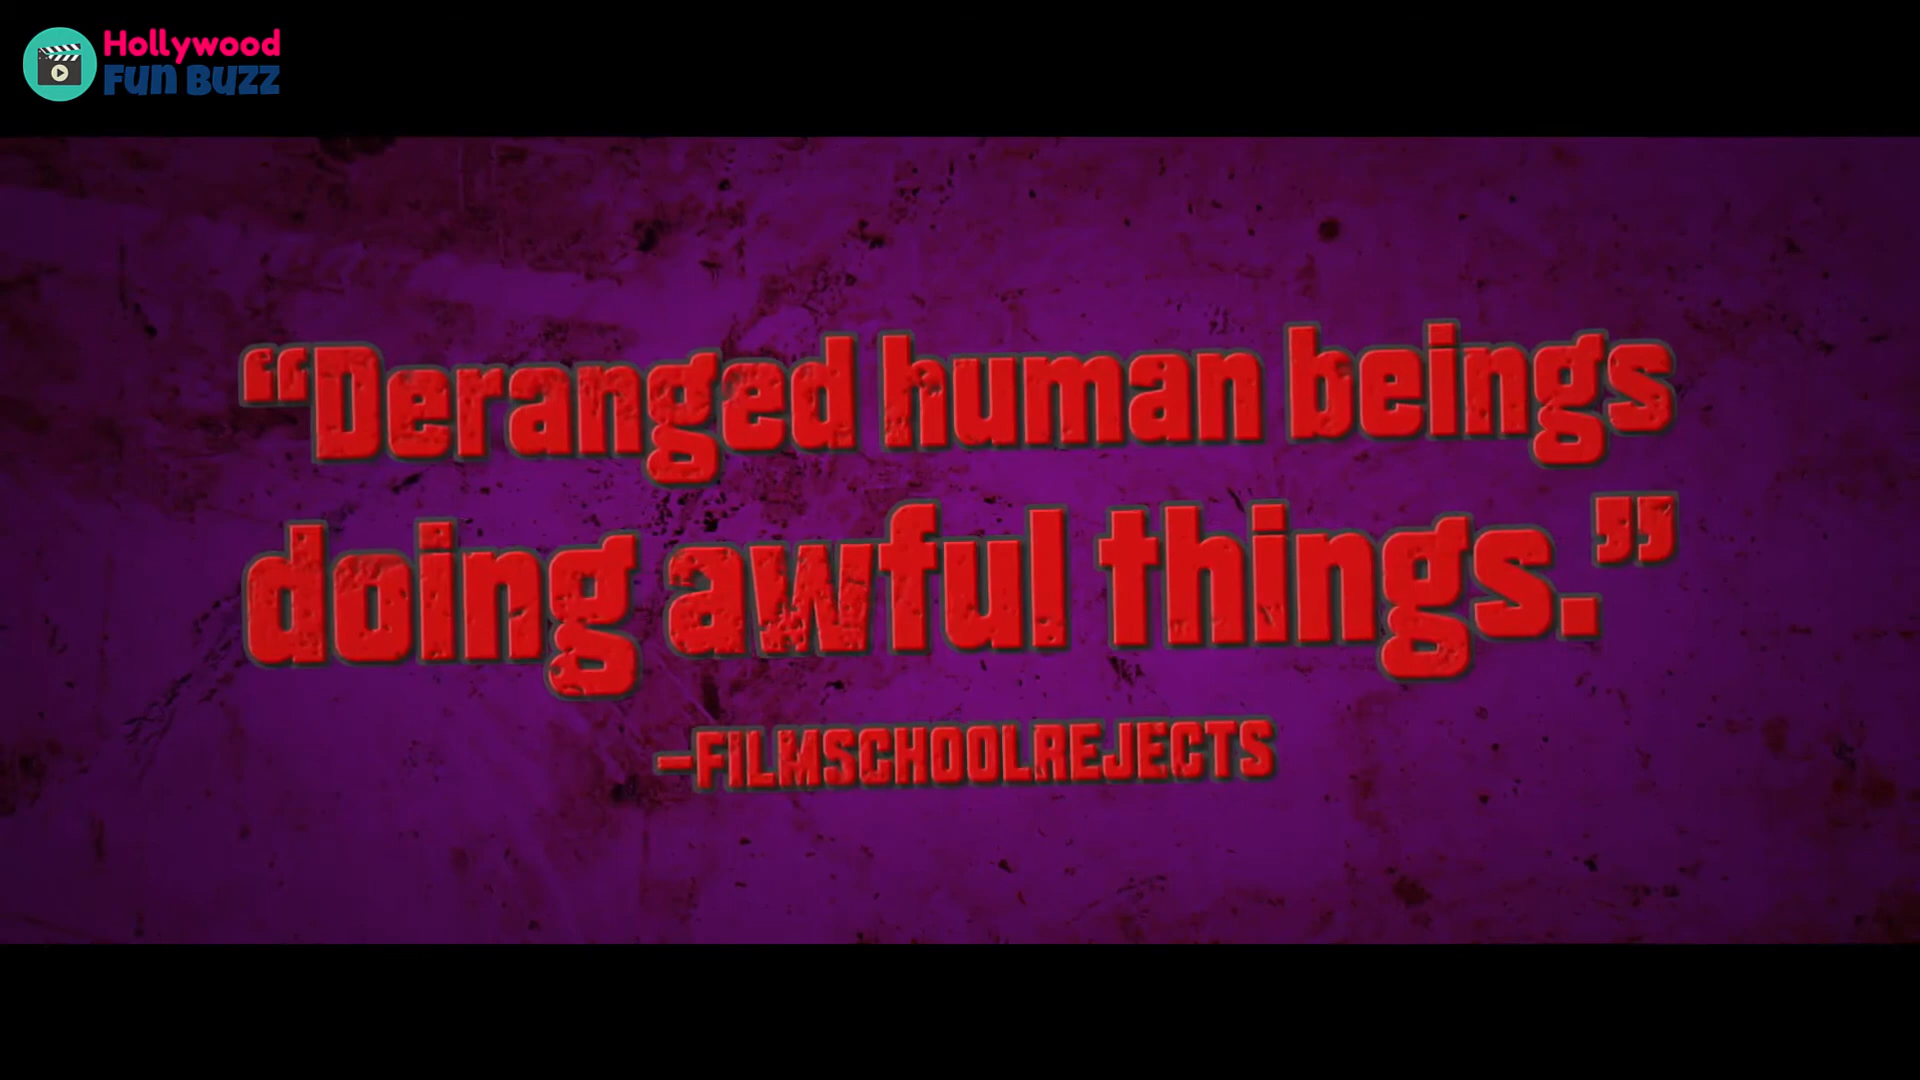 Hollywood
Fun Buzz
“Deranged human beings
doing awful things.”
–FILMSCHOOLREJECTS